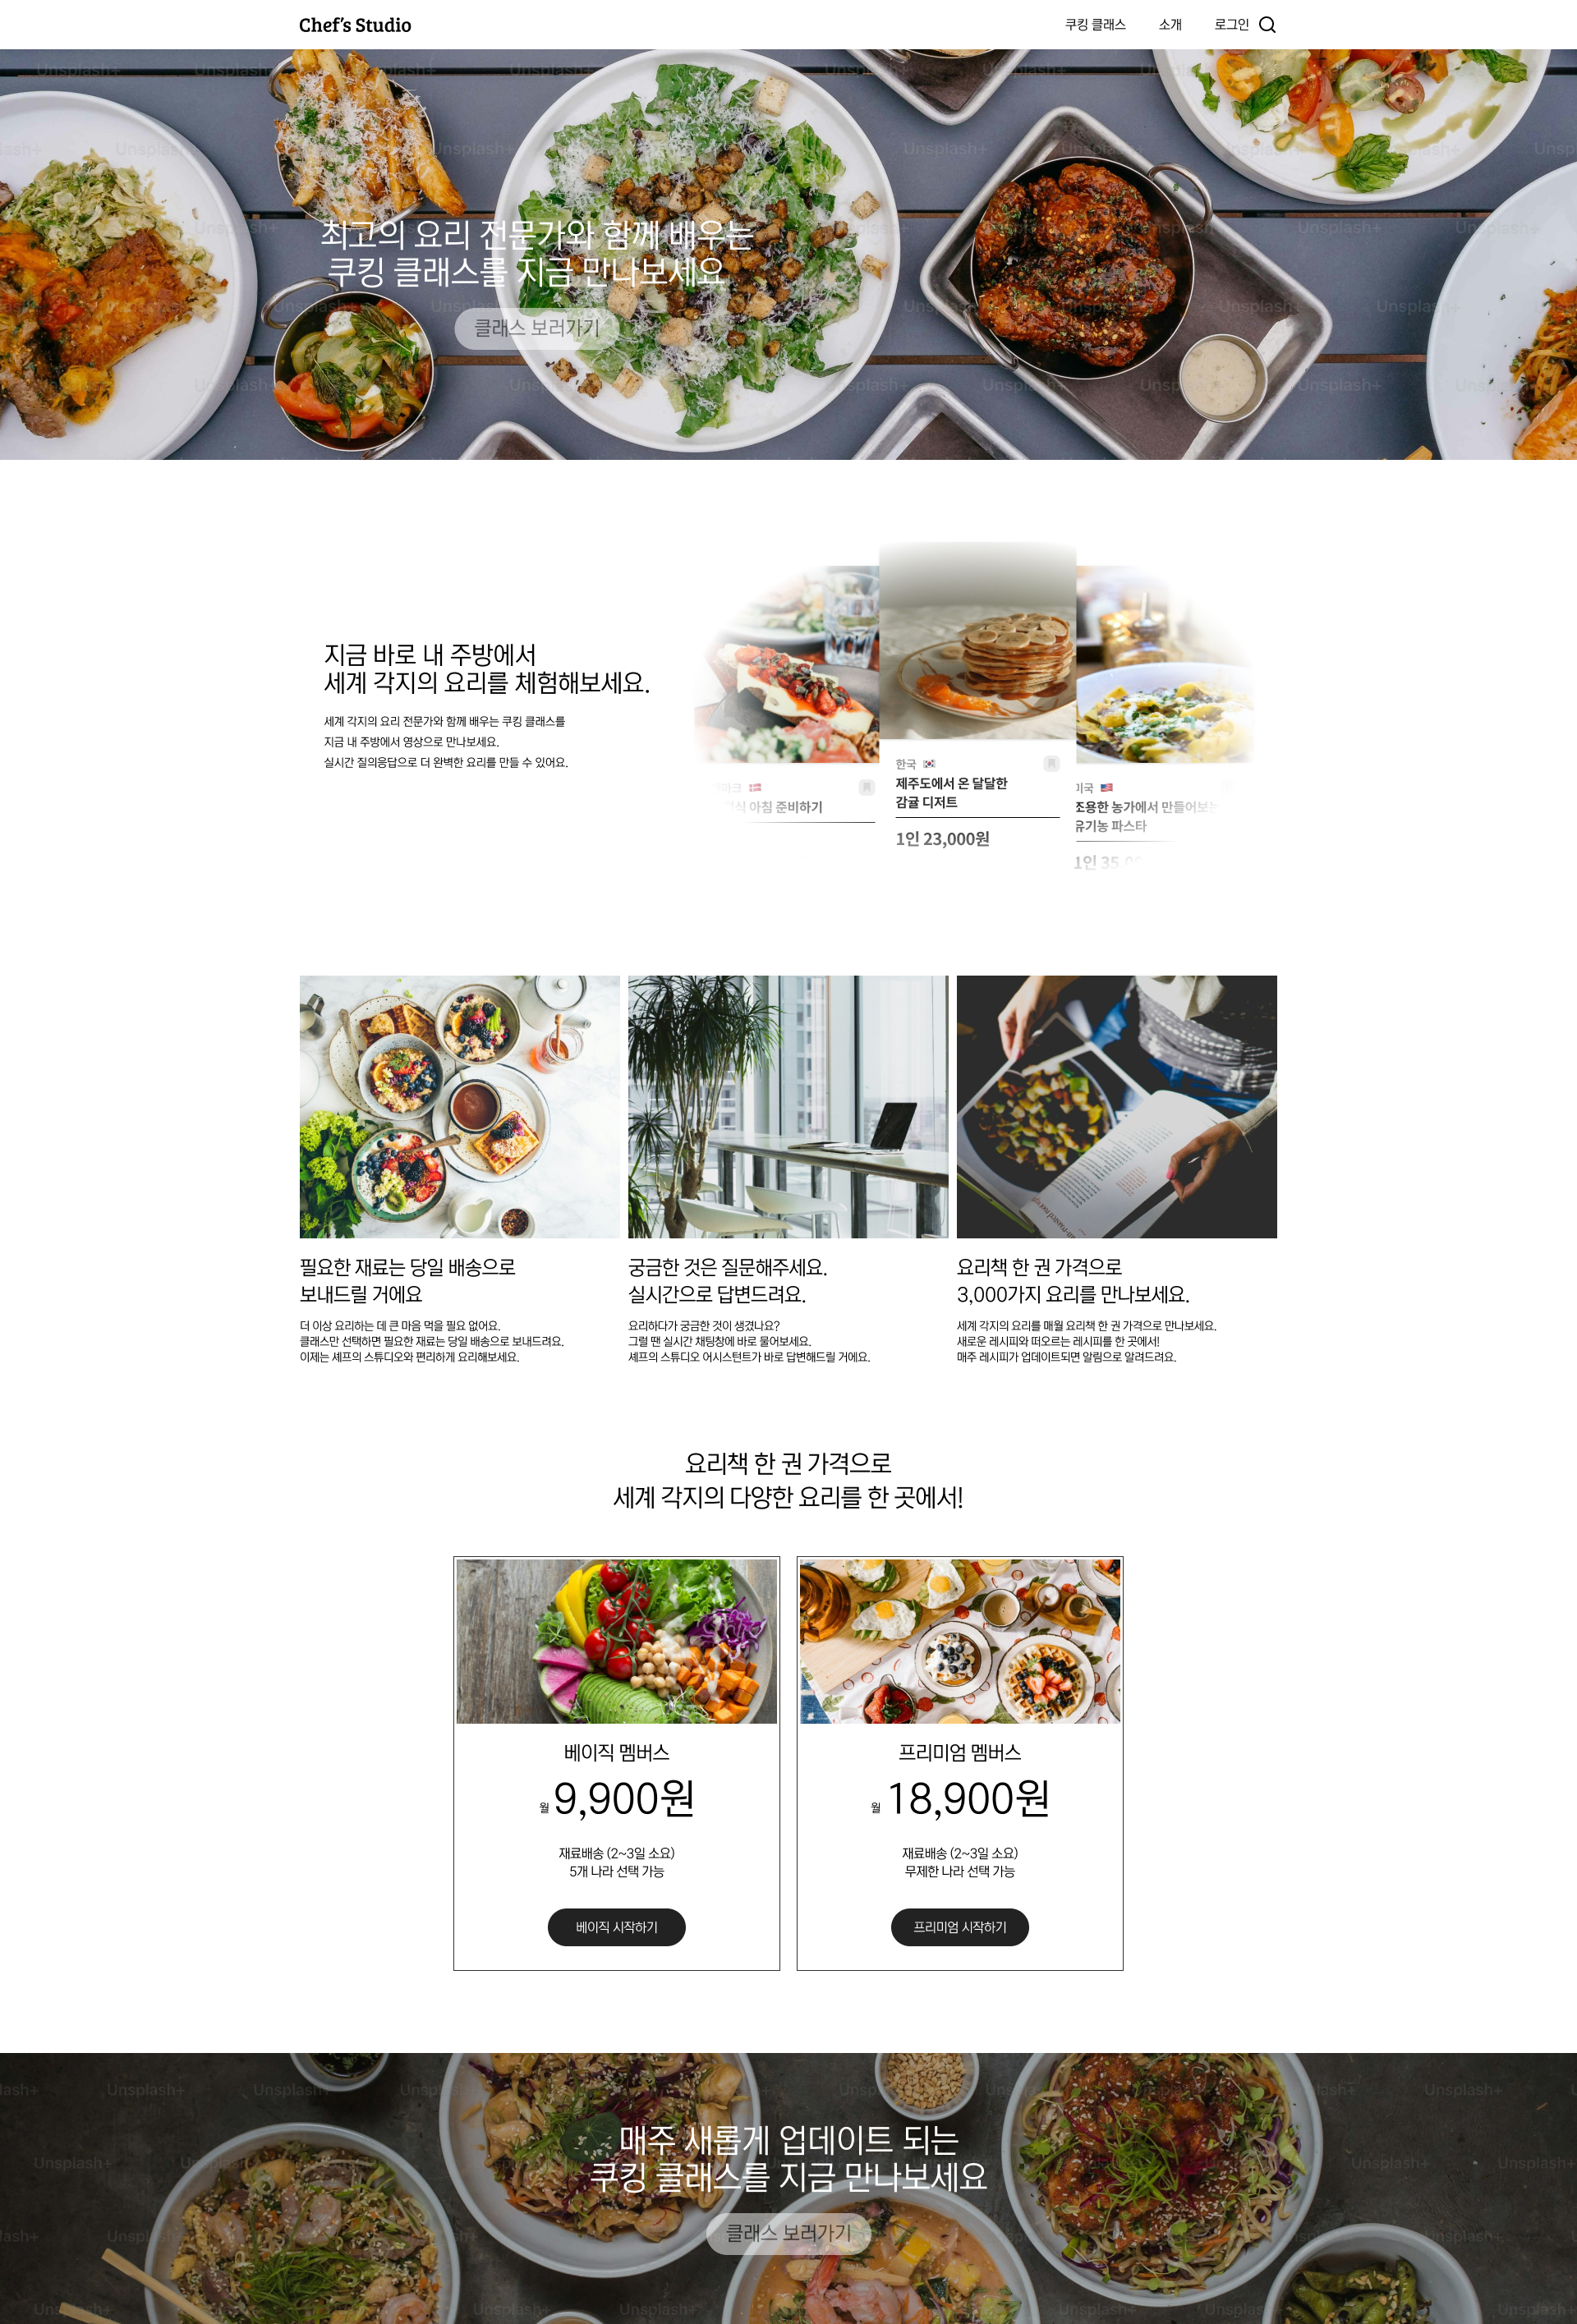 Chef's Studio
쿠킹 클래스 소개 로그인
최고의 요리 전문가와 함께 배우는
쿠킹 클래스를 지금 만나보세요
클래스 보러가기
지금 바로 내 주방에서
세계 각지의 요리를 체험해보세요.
세계 각지의 요리 전문가와 함께 배우는 쿠킹 클래스를
지금 내 주방에서 영상으로 만나보세요.
실시간 질의응답으로 더 완벽한 요리를 만들 수 있어요.
아침 준비하기
한국
제주도에서 온 달달한
감귤 디저트
1인 23,000원
미국
조용한 농가에서 만들어보는
유기농 파스타
1인
필요한 재료는 당일 배송으로
보내드릴 거에요
더 이상 요리하는 데 큰 마음 먹을 필요 없어요.
클래스만 선택하면 필요한 재료는 당일 배송으로 보내드려요.
이제는 셰프의 스튜디오와 편리하게 요리해보세요.
궁금한 것은 질문해주세요.
실시간으로 답변드려요.
요리하다가 궁금한 것이 생겼나요?
그럴 땐 실시간 채팅창에 바로 물어보세요.
셰프의 스튜디오 어시스턴트가 바로 답변해드릴 거에요.
요리책 한 권 가격으로
3,000가지 요리를 만나보세요.
세계 각지의 요리를 매월 요리책 한 권 가격으로 만나보세요.
새로운 레시피와 떠오르는 레시피를 한 곳에서!
매주 레시피가 업데이트되면 알림으로 알려드려요.
요리책 한 권 가격으로
세계 각지의 다양한 요리를 한 곳에서!
베이직 멤버스
월 9,900원
재료배송 (2~3일 소요)
5개 나라 선택 가능
베이직 시작하기
프리미엄 멤버스
월 18,900원
재료배송 (2~3일 소요)
무제한 나라 선택 가능
프리미엄 시작하기
매주 새롭게 업데이트 되는
쿠킹 클래스를 지금 만나보세요
클래스 보러가기